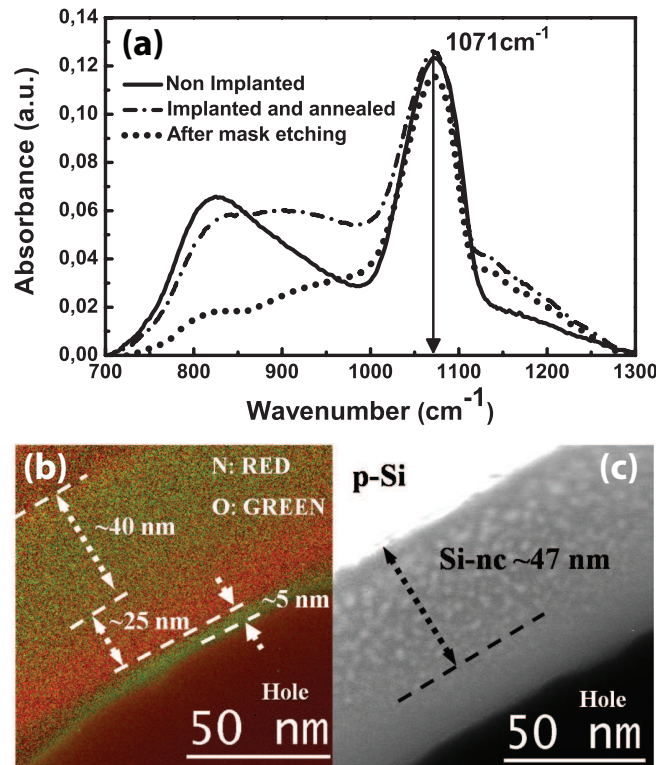 (a)
1071cm-1
Non Implanted
Implanted and annealed
After mask etching
Absorbance (a.u.)
0,14
0,12
0,10
0,08
0,06
0,04
0,02
0,00
700 800 900 1000 1100 1200 1300
Wavenumber (cm-1)
(b)
N: RED
O: GREEN
~40 nm
~25 nm
~5 nm
Hole
50 nm
(c)
p-Si
Si-nc ~47 nm
Hole
50 nm